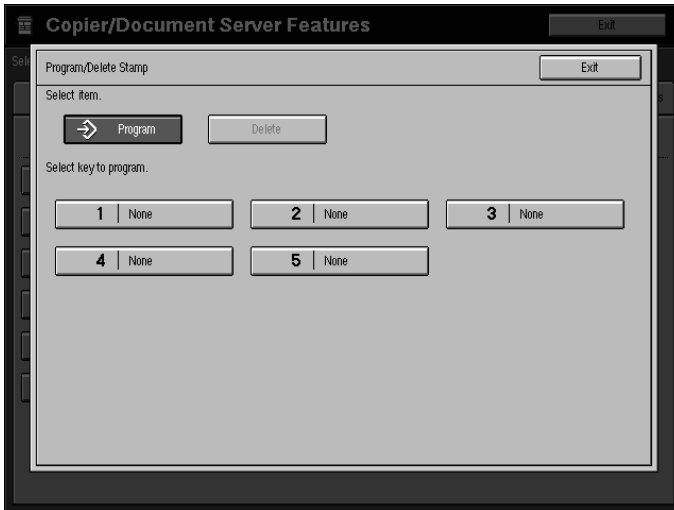 Copier/Document Server Features Exit
Sele
Program/Delete Stamp Exit
Select item.
s
Program Delete
Select key to program.
1 None 2 None 3 None
4 None 5 None